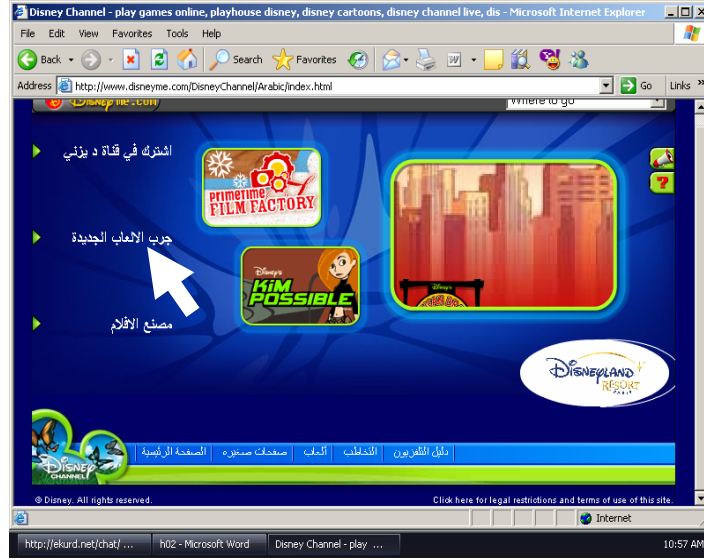 Disney Channel - play games online, playhouse disney, disney cartoons, disney channel live, dis - Microsoft Internet Explorer
File Edit View Favorites Tools Help
Back Search Favorites
Address http://www.disneyme.com/DisneyChannel/Arabic/index.html Go Links »
Where to go
اشترك في قناة د يزني
PRIMETIME
FILM FACTORY
?
جرب الالعاب الجديدة
Disney's
KIM
POSSIBLE
Disney's
مصنع الافلام
DISNEYLAND
RESORT
PARIS
الصفحة الرئيسية | صفحات صغيره | ألعاب | التخاطب | دليل التلفزيون
DISNEY
CHANNEL
© Disney. All rights reserved. Click here for legal restrictions and terms of use of this site.
Internet
http://ekurd.net/chat/ ... h02 - Microsoft Word Disney Channel - play ... 10:57 AM